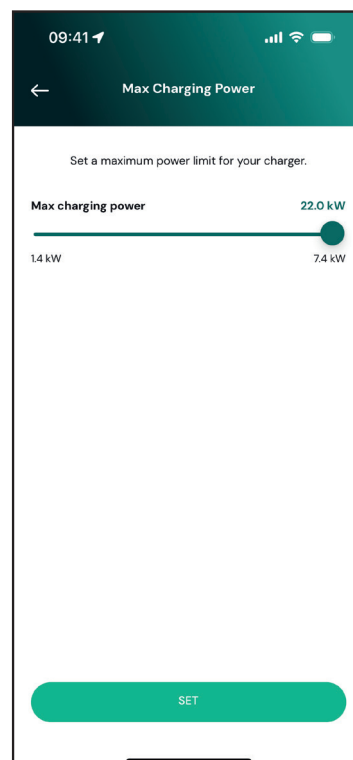 09:41
Max Charging Power
Set a maximum power limit for your charger.
Max charging power 22.0 kW
1.4 kW 7.4 kW
SET